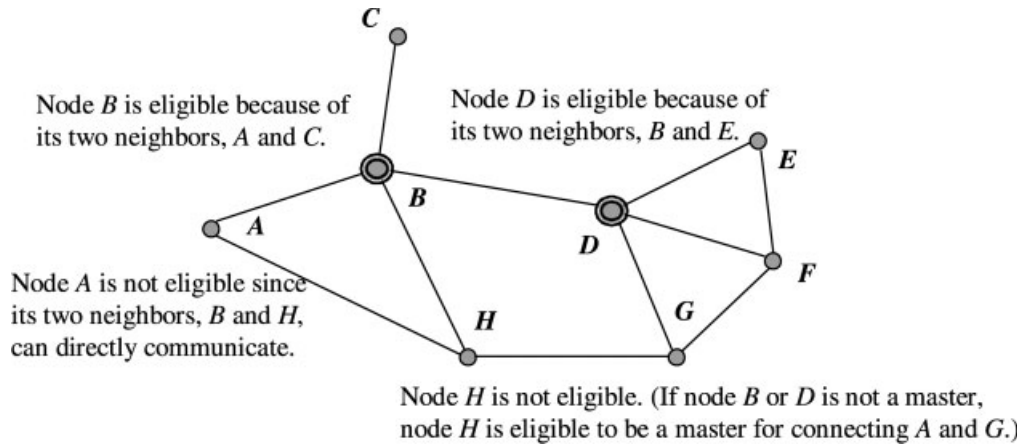 C
Node B is eligible because of
its two neighbors, A and C.
Node D is eligible because of
its two neighbors, B and E.
E
B
A
D
F
Node A is not eligible since
its two neighbors, B and H,
can directly communicate.
H
G
Node H is not eligible. (If node B or D is not a master,
node H is eligible to be a master for connecting A and G.)